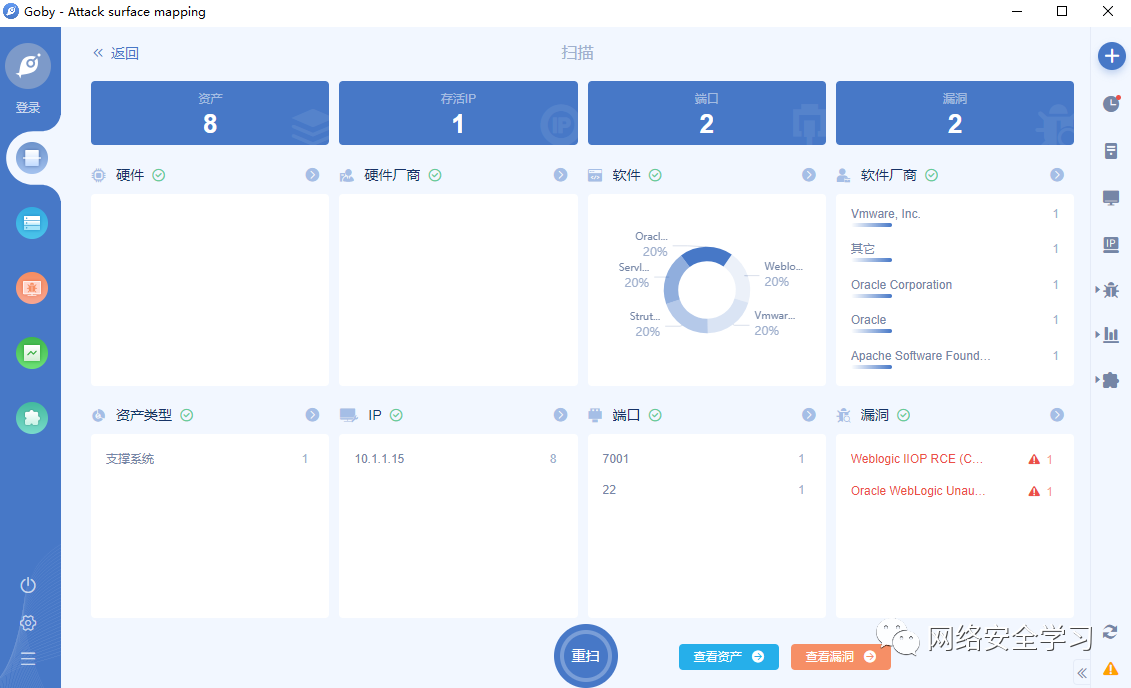 Goby - Attack surface mapping
登录
返回
扫描
资产
8
存活IP
1
端口
2
漏洞
2
硬件
硬件厂商
软件
软件厂商
Oracl...
20%
Servl...
20%
Strut...
20%
Weblo...
20%
Vmwar...
20%
Vmware, Inc. 1
其它 1
Oracle Corporation 1
Oracle 1
Apache Software Found... 1
资产类型
IP
端口
漏洞
支撑系统 1
10.1.1.15 8
7001 1
22 1
Weblogic IIOP RCE (C... 1
Oracle WebLogic Unau... 1
重扫
查看资产
查看漏洞
网络安全学习
IP